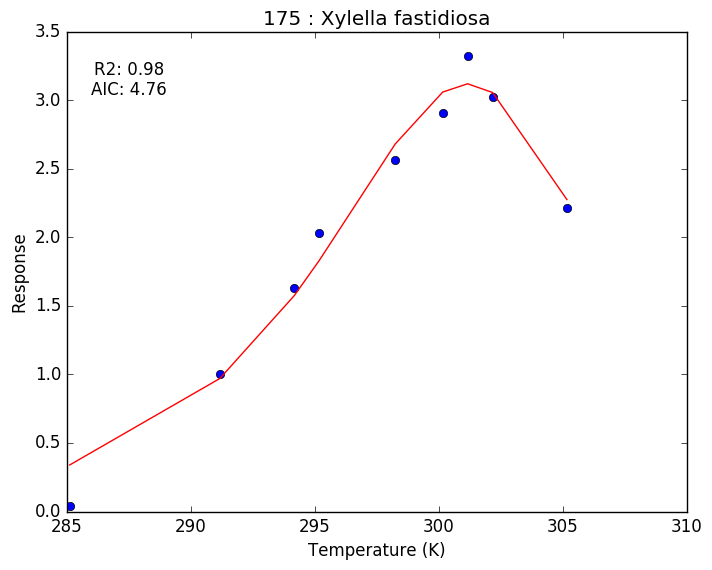 175 : Xylella fastidiosa
R2: 0.98
AIC: 4.76
3.5
3.0
2.5
2.0
1.5
1.0
0.5
0.0
Response
285 290 295 300 305 310
Temperature (K)